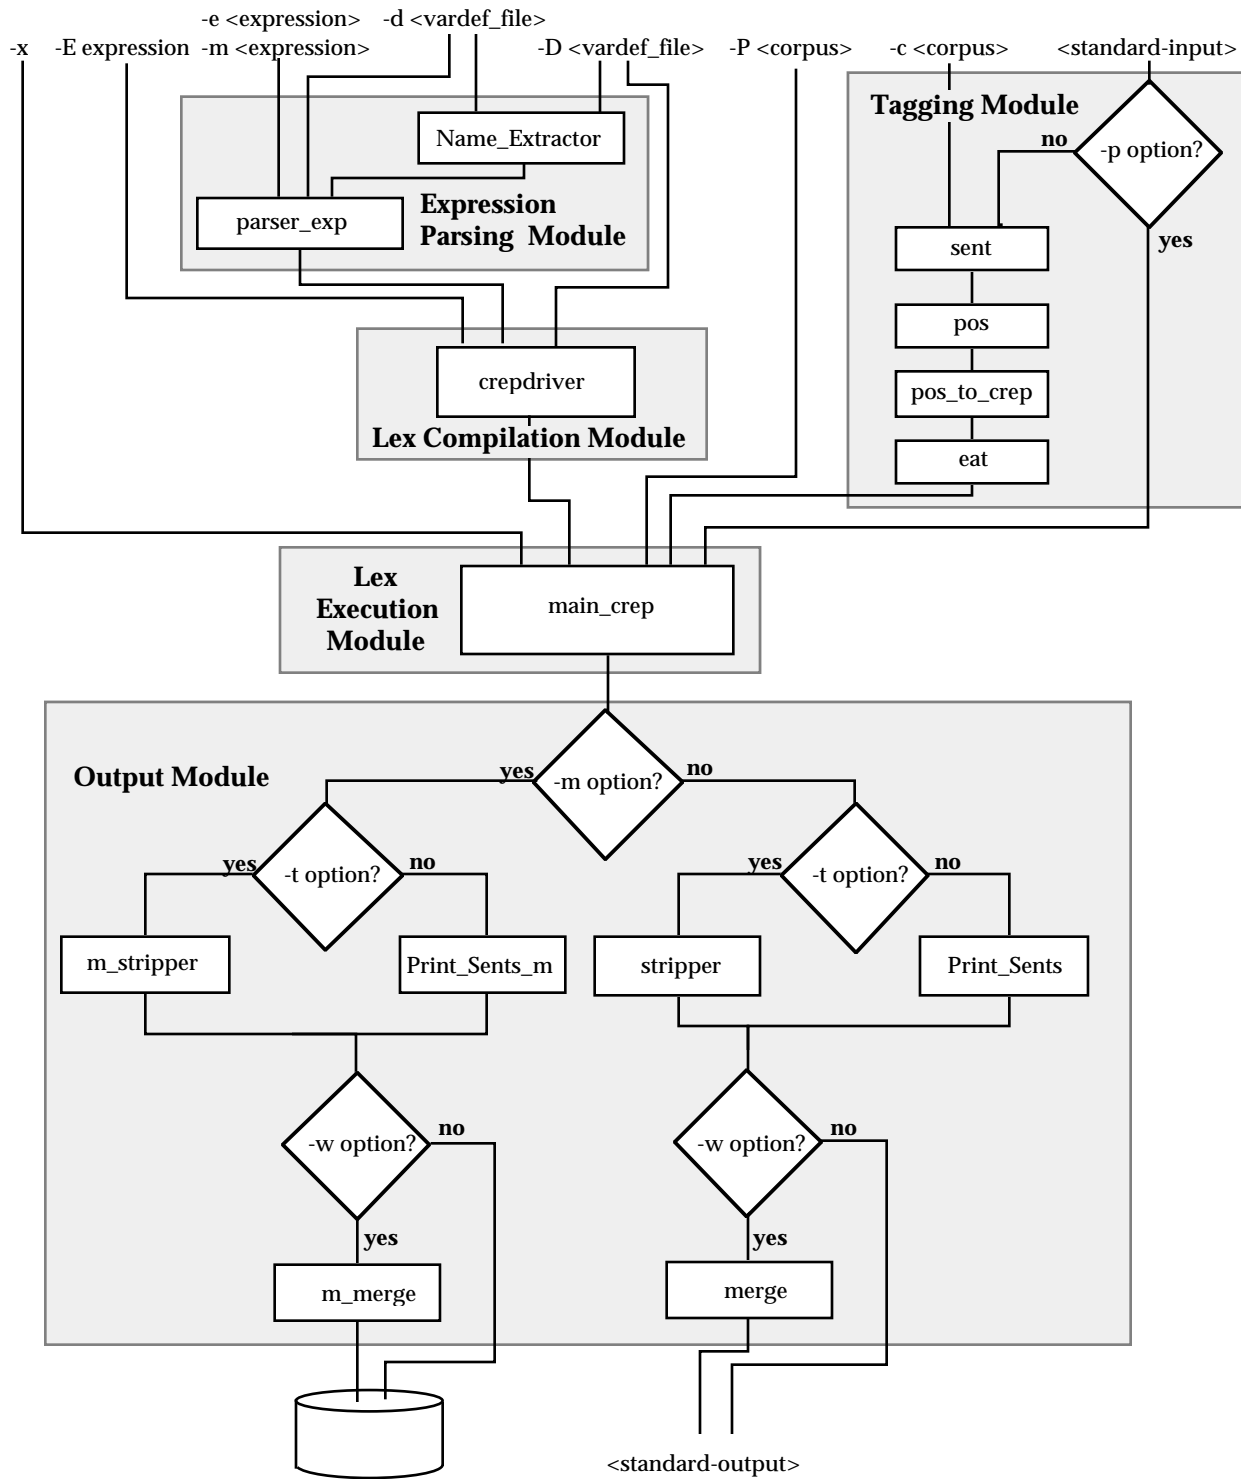 -e <expression>
-d <vardef_file>
-x
-E expression
-m <expression>
-D <vardef_file>
-P <corpus>
-c <corpus>
<standard-input>
Tagging Module
Name_Extractor
no
-p option?
parser_exp
Expression
Parsing Module
sent
yes
pos
crepdriver
pos_to_crep
Lex Compilation Module
eat
Lex
Execution
Module
main_crep
Output Module
yes
-m option?
no
yes
-t option?
no
yes
-t option?
no
m_stripper
Print_Sents_m
stripper
Print_Sents
-w option?
no
-w option?
no
yes
yes
m_merge
merge
<standard-output>